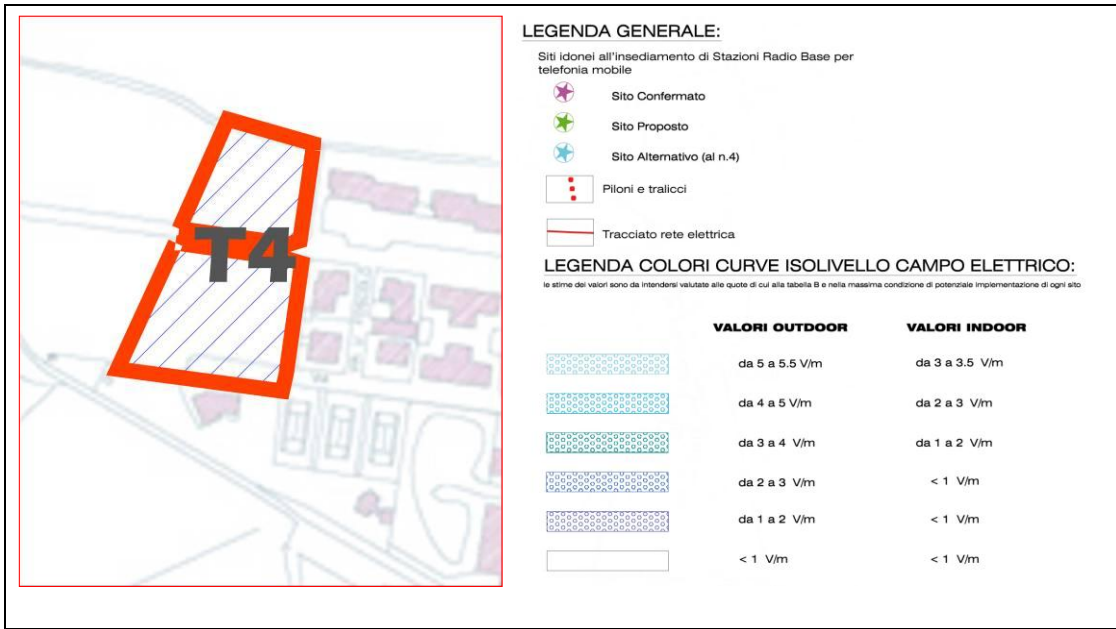 T4
LEGENDA GENERALE:
Siti idonei all'insediamento di Stazioni Radio Base per
telefonia mobile
Sito Confermato
Sito Proposto
Sito Alternativo (al n.4)
Piloni e tralicci
Tracciato rete elettrica
LEGENDA COLORI CURVE ISOLIVELLO CAMPO ELETTRICO:
le stime dei valori sono da intendersi valutate alle quote di cui alla tabella B e nella massima condizione di potenziale implementazione di ogni sito
VALORI OUTDOOR VALORI INDOOR
da 5 a 5.5 V/m da 3 a 3.5 V/m
da 4 a 5 V/m da 2 a 3 V/m
da 3 a 4 V/m da 1 a 2 V/m
da 2 a 3 V/m < 1 V/m
da 1 a 2 V/m < 1 V/m
< 1 V/m < 1 V/m